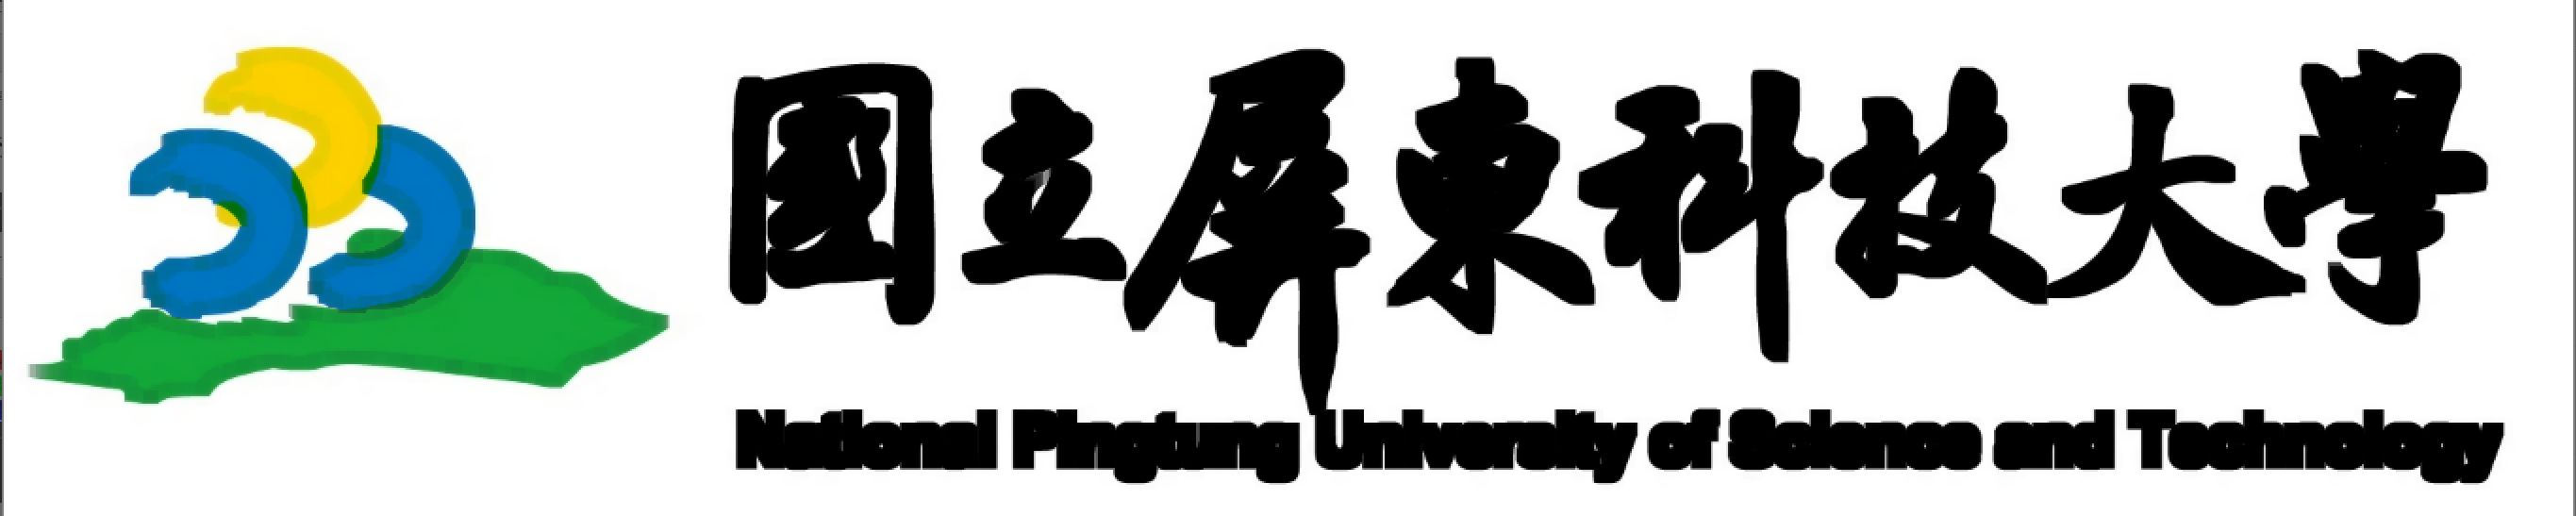 國立屏東科技大學
National Pingtung University of Science and Technology